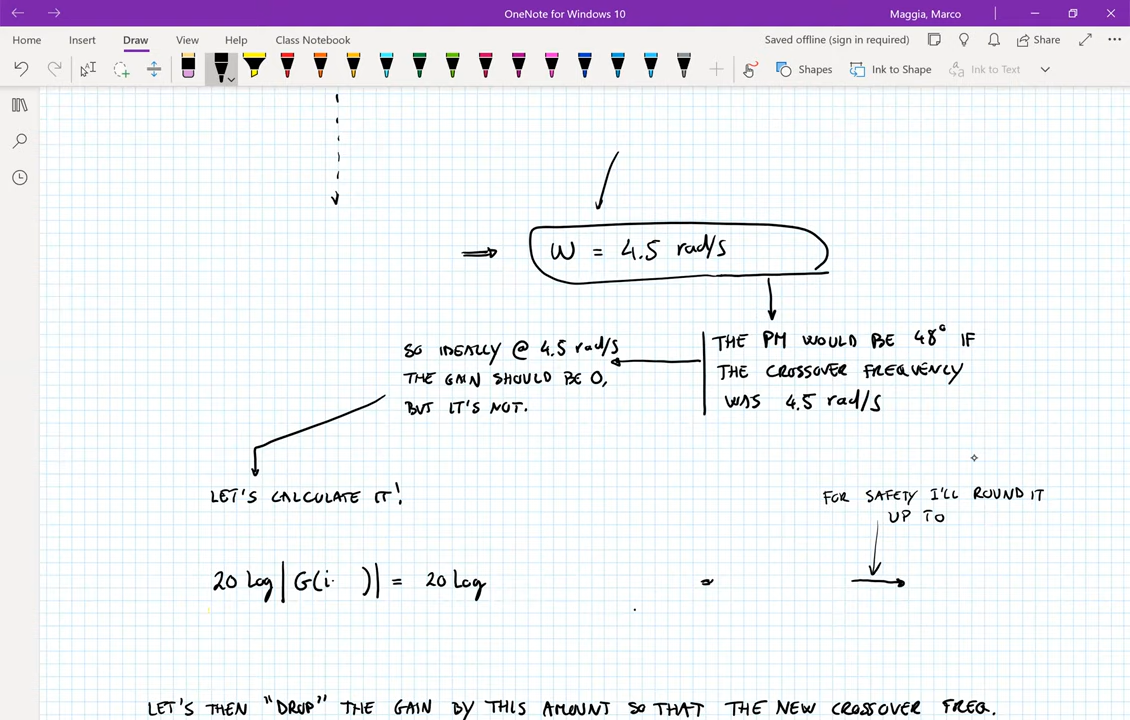 OneNote for Windows 10
Maggia, Marco
Home Insert Draw View Help Class Notebook
Saved offline (sign in required)
Share
Shapes
Ink to Shape
Ink to Text
W = 4.5 rad/s
THE PM WOULD BE 48° IF
THE CROSSOVER FREQUENCY
WAS 4.5 rad/s
SO IDEALLY @ 4.5 rad/s
THE GAIN SHOULD BE 0,
BUT IT'S NOT.
LET'S CALCULATE IT!
FOR SAFETY I'LL ROUND IT
UP TO
20 Log|G(i· )| = 20 Log =
LET'S THEN "DROP" THE GAIN BY THIS AMOUNT SO THAT THE NEW CROSSOVER FREQ.